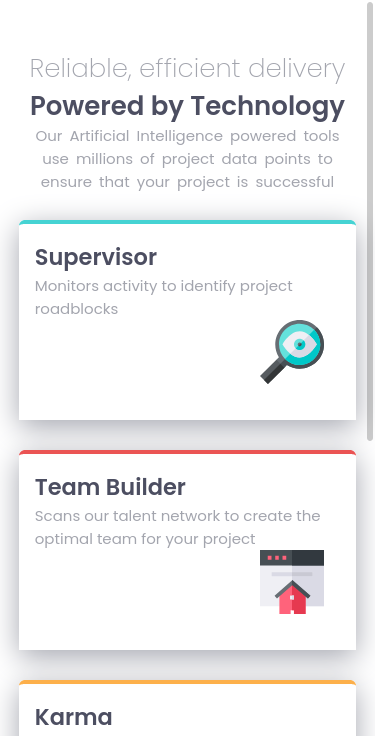 Reliable, efficient delivery
Powered by Technology
Our Artificial Intelligence powered tools
use millions of project data points to
ensure that your project is successful
Supervisor
Monitors activity to identify project
roadblocks
Team Builder
Scans our talent network to create the
optimal team for your project
Karma